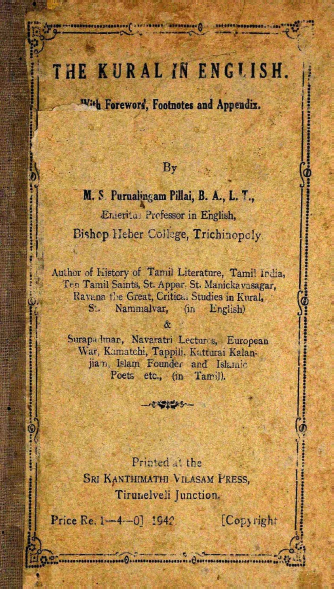 THE KURAL IN ENGLISH.
With Foreword, Footnotes and Appendix.
By
M. S. Purnalingam Pillai, B. A., L. T.,
Emeritus Professor in English,
Bishop Heber College, Trichinopoly
Author of History of Tamil Literature, Tamil India,
Ten Tamil Saints, St. Appar, St. Manickavasagar,
Ravana the Great, Critical Studies in Kural,
St. Nammalvar, (in English)
&
Surapadman, Navaratri Lectures, European
War, Kamatchi, Tappili, Katturai Kalan-
jiam, Islam Founder and Islamic
Poets etc., (in Tamil).
Printed at the
SRI KANTHIMATHI VILASAM PRESS,
Tirunelveli Junction.
Price Re. 1—4—0] 1942 [Copyright